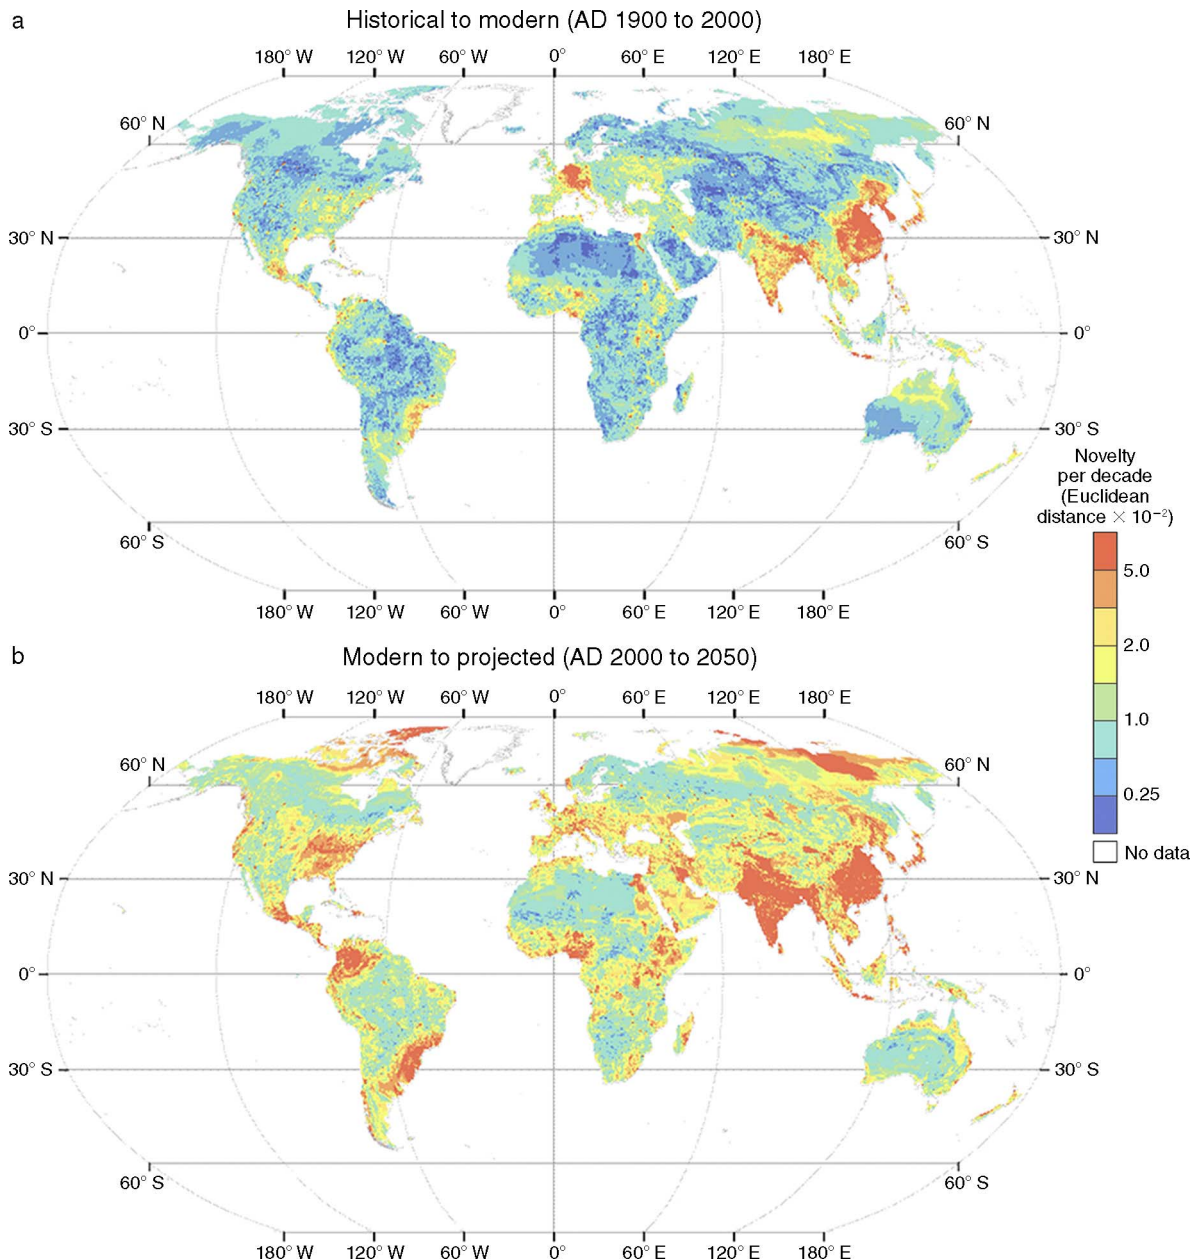 a
Historical to modern (AD 1900 to 2000)
180° W 120° W 60° W 0° 60° E 120° E 180° E
60° N 60° N
30° N 30° N
0° 0°
30° S 30° S
Novelty
per decade
(Euclidean
distance × 10⁻²)
60° S 60° S
5.0
2.0
1.0
0.25
No data
180° W 120° W 60° W 0° 60° E 120° E 180° E
b
Modern to projected (AD 2000 to 2050)
180° W 120° W 60° W 0° 60° E 120° E 180° E
60° N 60° N
30° N 30° N
0° 0°
30° S 30° S
60° S 60° S
180° W 120° W 60° W 0° 60° E 120° E 180° E